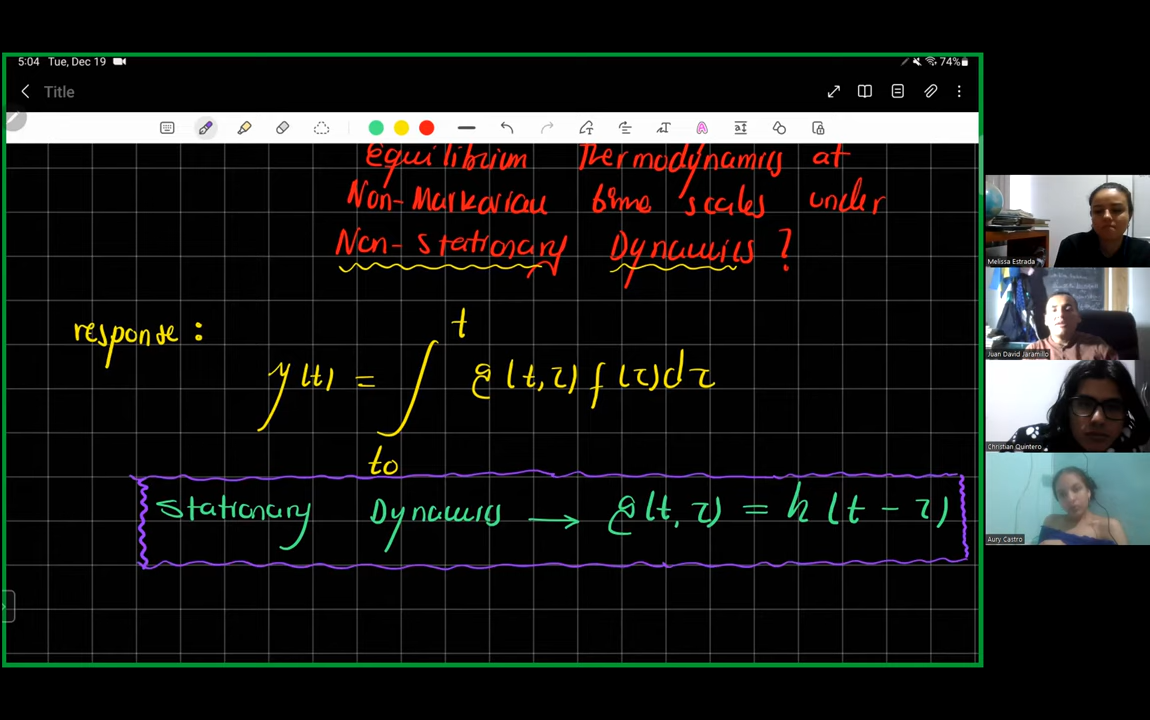 5:04 Tue, Dec 19
74%
Title
Equilibrium Thermodynamics at
Non-Markovian time scales under
Non-Stationary Dynamics ?
response :
y(t) = ∫ₜ₀ᵗ g(t,τ) f(τ)dτ
Stationary Dynamics → g(t,τ) = h(t-τ)
Melissa Estrada
Juan David Jaramillo
Christian Quintero
Aury Castro